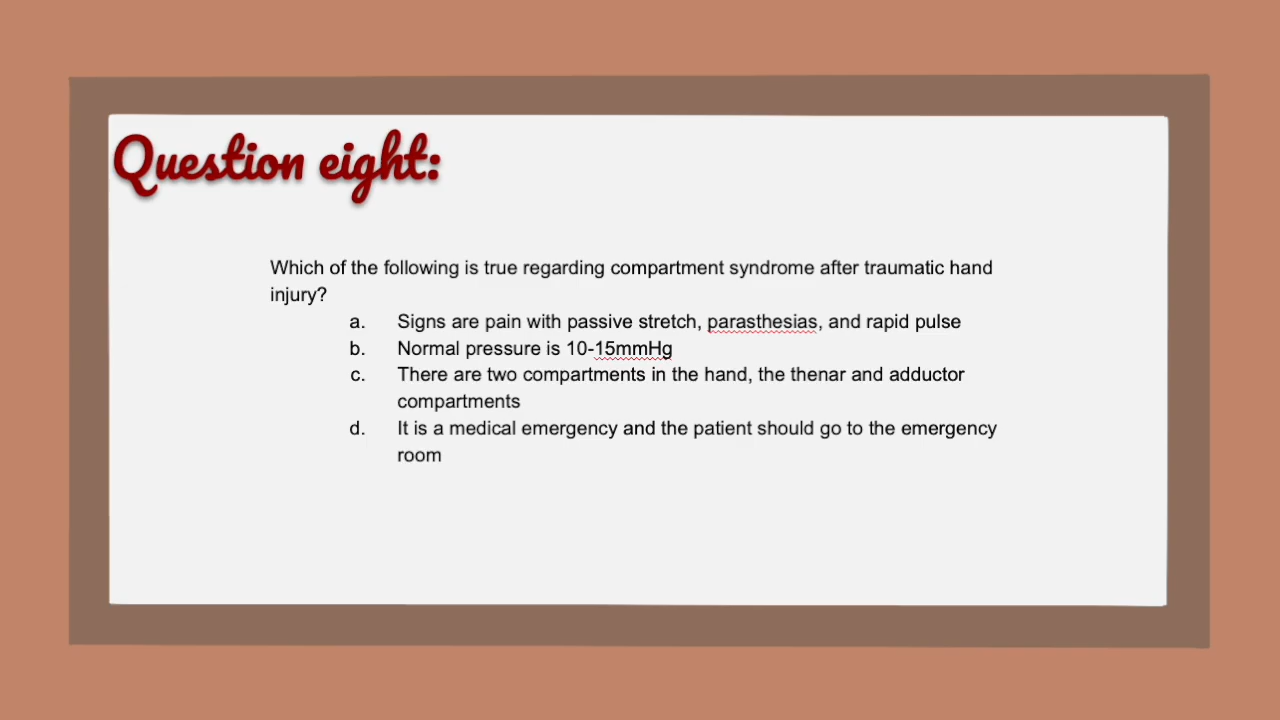 Question eight:
Which of the following is true regarding compartment syndrome after traumatic hand
injury?
a. Signs are pain with passive stretch, parasthesias, and rapid pulse
b. Normal pressure is 10-15mmHg
c. There are two compartments in the hand, the thenar and adductor
compartments
d. It is a medical emergency and the patient should go to the emergency
room